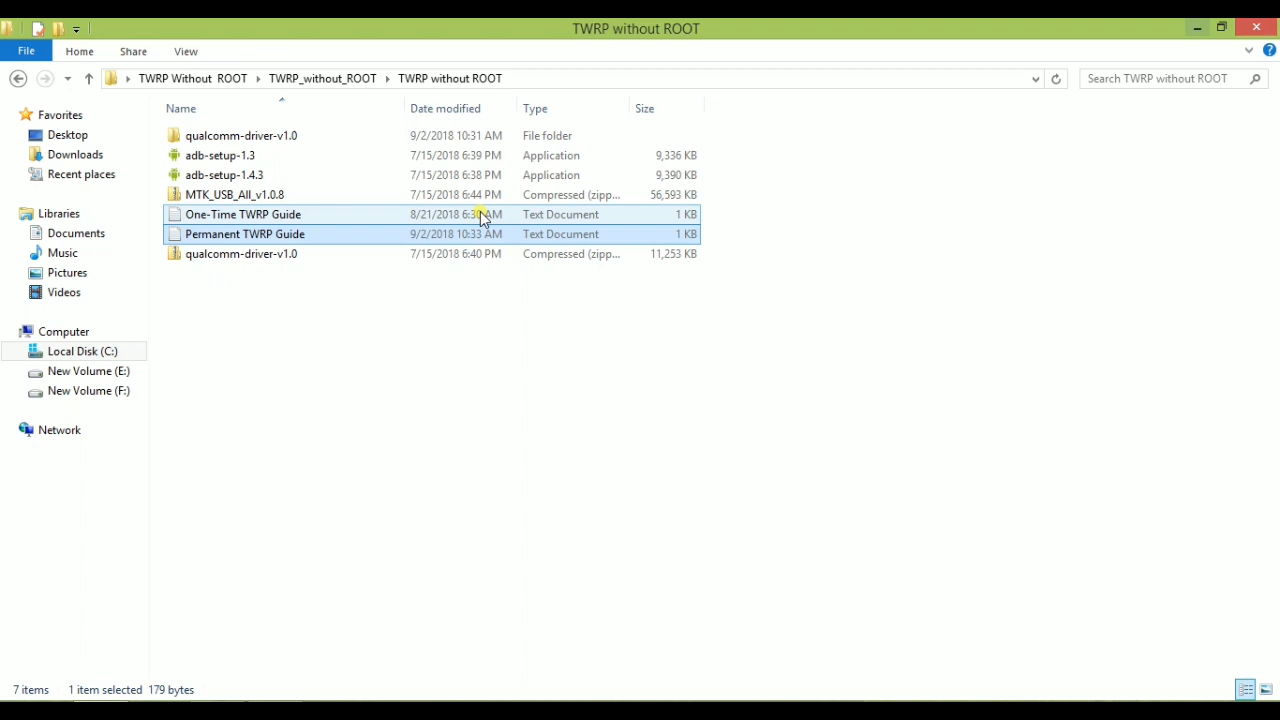 TWRP without ROOT
File Home Share View
TWRP Without ROOT TWRP_without_ROOT TWRP without ROOT Search TWRP without ROOT
Name Date modified Type Size
Favorites
Desktop
Downloads
Recent places
Libraries
Documents
Music
Pictures
Videos
Computer
Local Disk (C:)
New Volume (E:)
New Volume (F:)
Network
qualcomm-driver-v1.0 9/2/2018 10:31 AM File folder
adb-setup-1.3 7/15/2018 6:39 PM Application 9,336 KB
adb-setup-1.4.3 7/15/2018 6:38 PM Application 9,390 KB
MTK_USB_All_v1.0.8 7/15/2018 6:44 PM Compressed (zipp... 56,593 KB
One-Time TWRP Guide 8/21/2018 AM Text Document 1 KB
Permanent TWRP Guide 9/2/2018 10:33 AM Text Document 1 KB
qualcomm-driver-v1.0 7/15/2018 6:40 PM Compressed (zipp... 11,253 KB
7 items 1 item selected 179 bytes